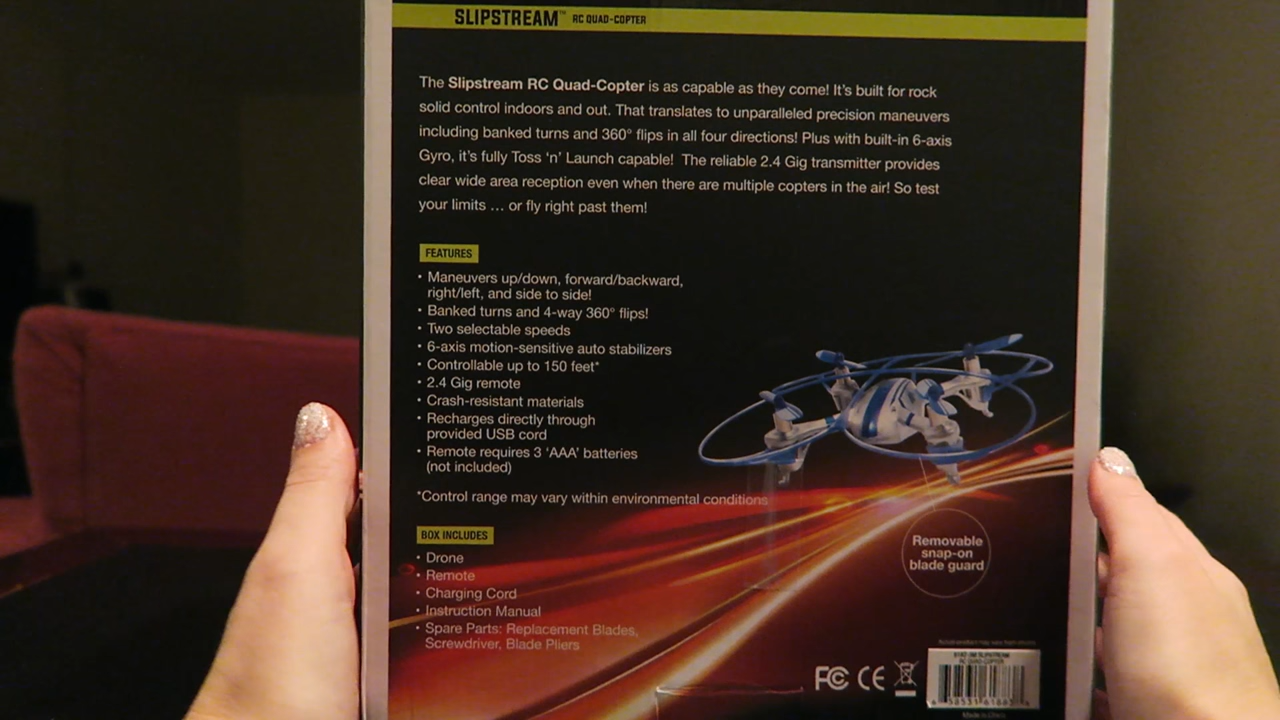 SLIPSTREAM™ RC QUAD-COPTER
The Slipstream RC Quad-Copter is as capable as they come! It's built for rock
solid control indoors and out. That translates to unparalleled precision maneuvers
including banked turns and 360° flips in all four directions! Plus with built-in 6-axis
Gyro, it's fully Toss 'n' Launch capable! The reliable 2.4 Gig transmitter provides
clear wide area reception even when there are multiple copters in the air! So test
your limits ... or fly right past them!
FEATURES
• Maneuvers up/down, forward/backward,
right/left, and side to side!
• Banked turns and 4-way 360° flips!
• Two selectable speeds
• 6-axis motion-sensitive auto stabilizers
• Controllable up to 150 feet*
• 2.4 Gig remote
• Crash-resistant materials
• Recharges directly through
provided USB cord
• Remote requires 3 'AAA' batteries
(not included)
*Control range may vary within environmental conditions
BOX INCLUDES
• Drone
• Remote
• Charging Cord
• Instruction Manual
• Spare Parts: Replacement Blades,
Screwdriver, Blade Pliers
Removable
snap-on
blade guard
FC CE
SLIPSTREAM
RC QUAD-COPTER
Made in China